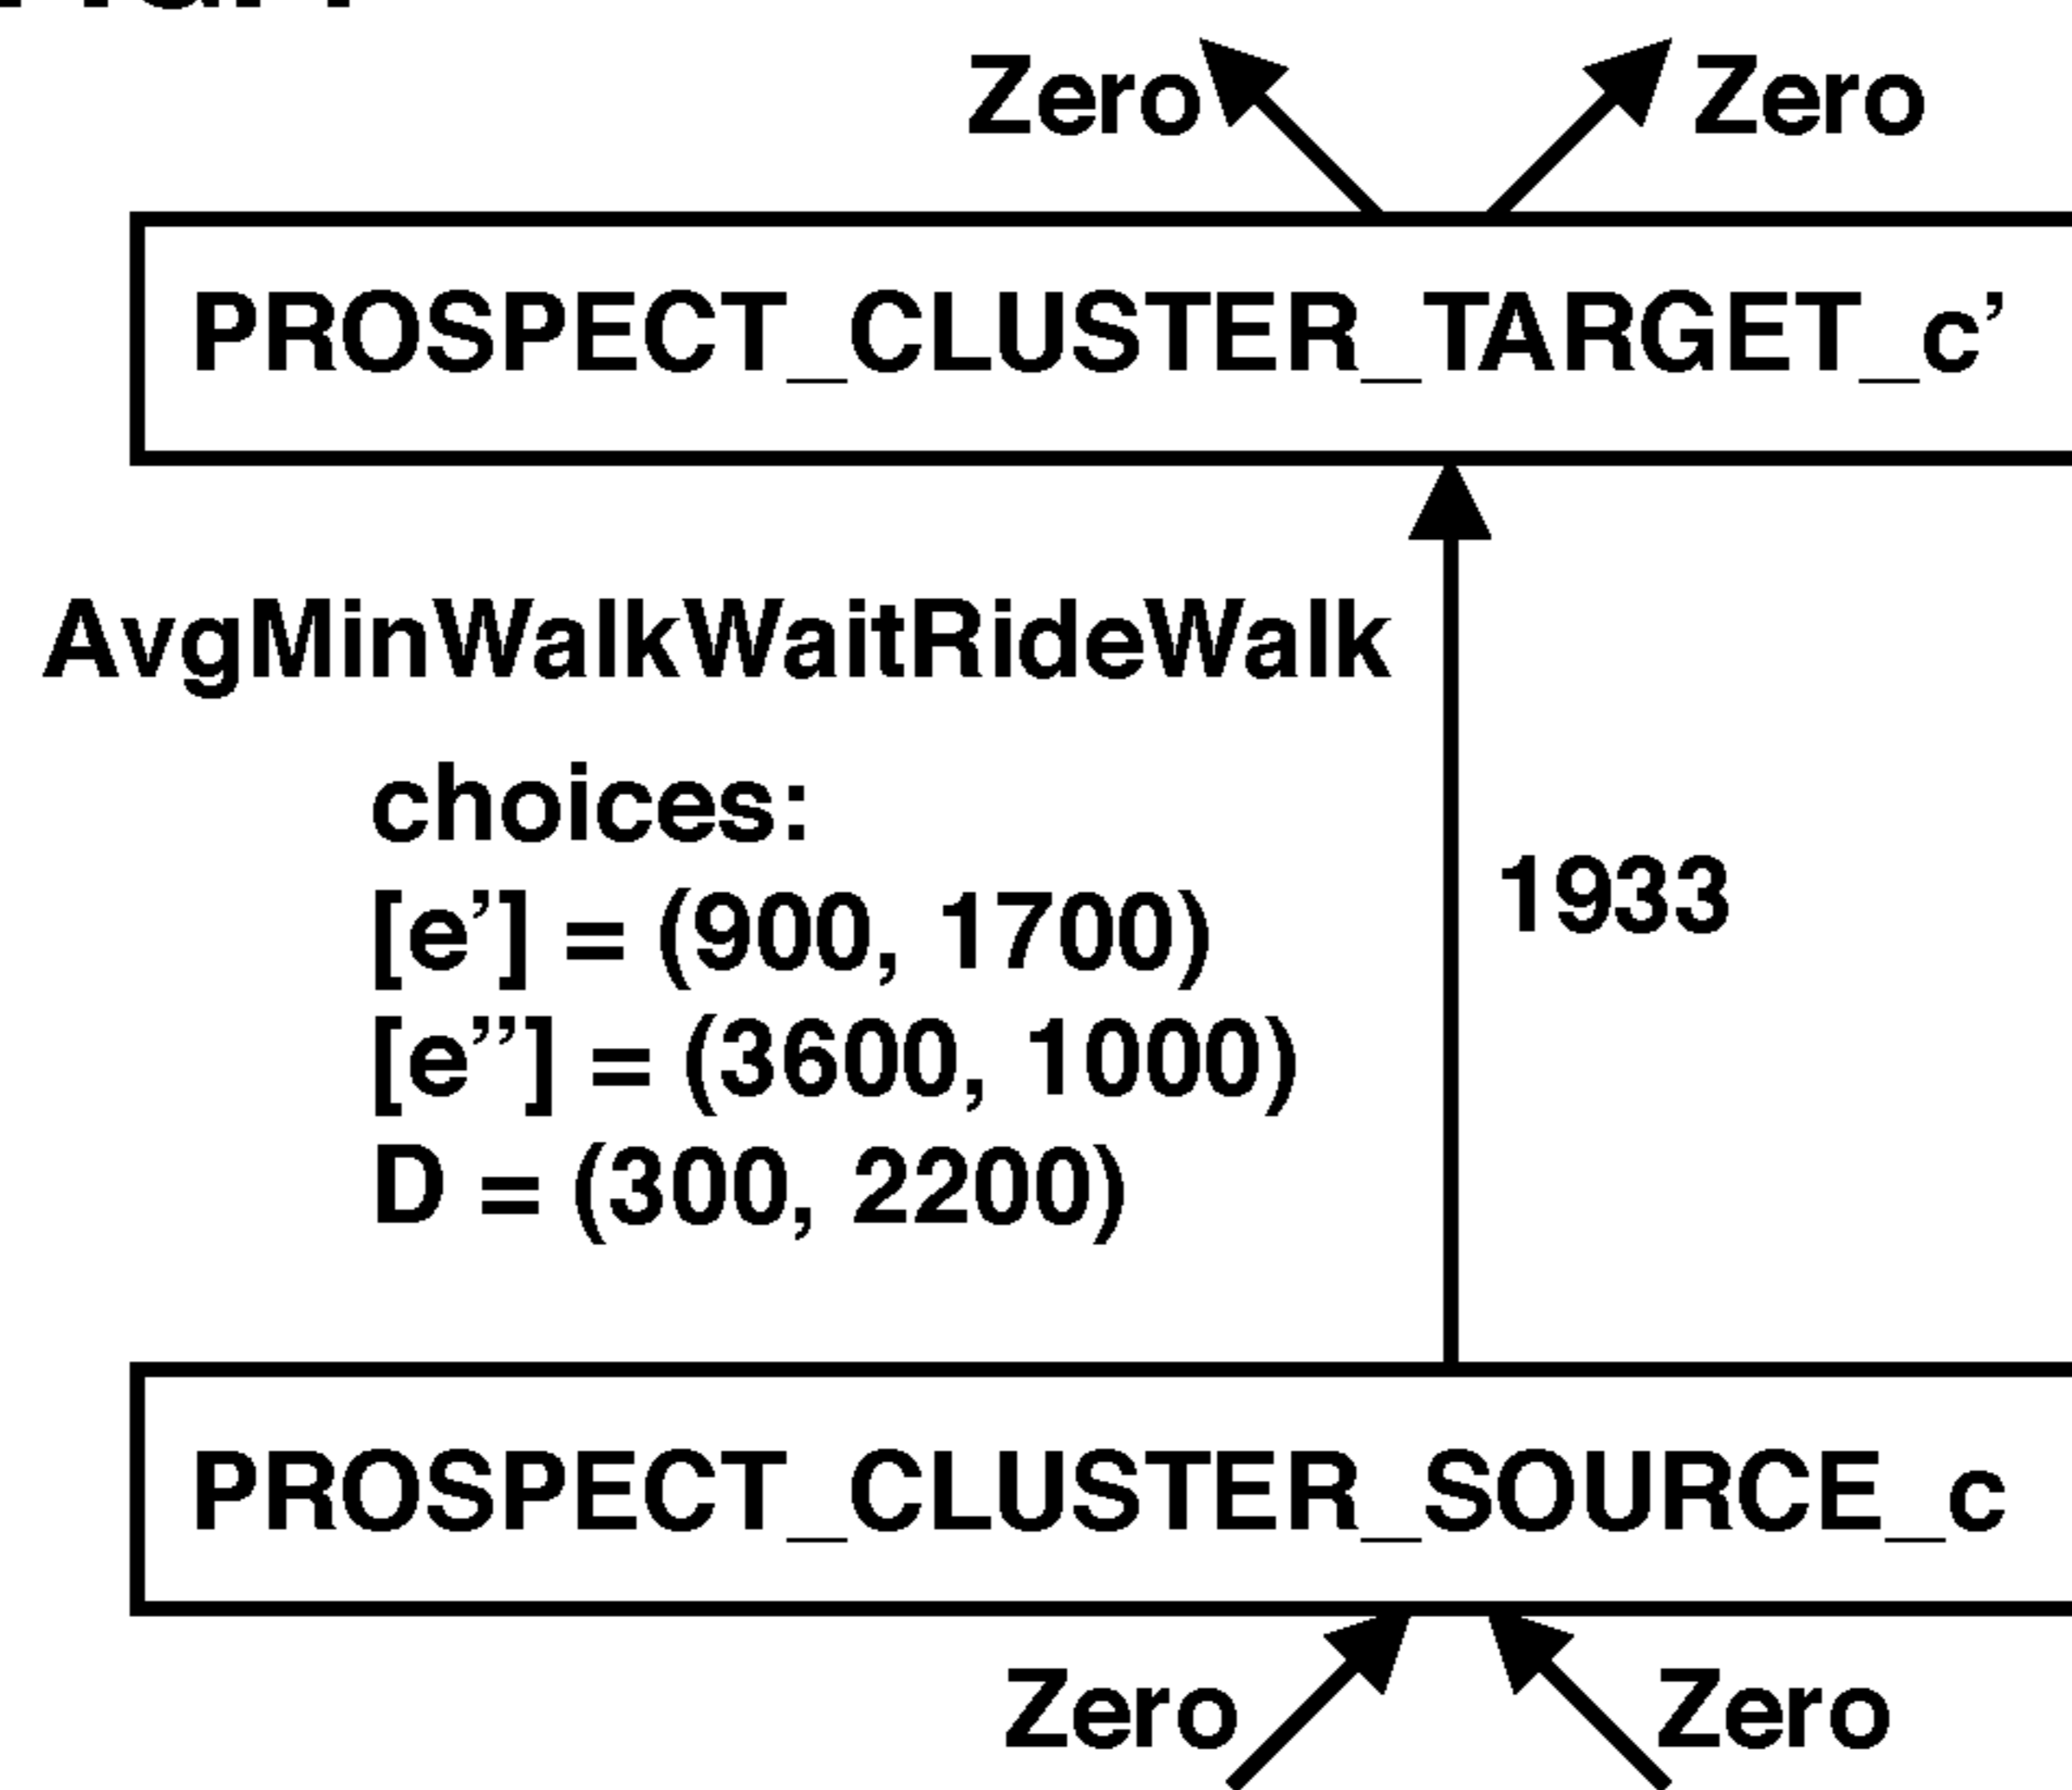 Zero Zero
PROSPECT_CLUSTER_TARGET_c’
AvgMinWalkWaitRideWalk
choices:
[e’] = (900, 1700)
1933
[e’’] = (3600, 1000)
D = (300, 2200)
PROSPECT_CLUSTER_SOURCE_c
Zero Zero